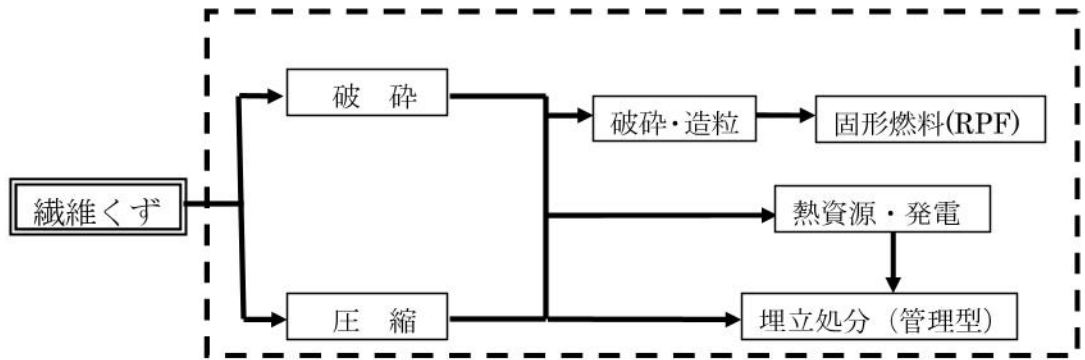 破　砕
破砕・造粒
固形燃料(RPF)
繊維くず
熱資源・発電
圧　縮
埋立処分（管理型）